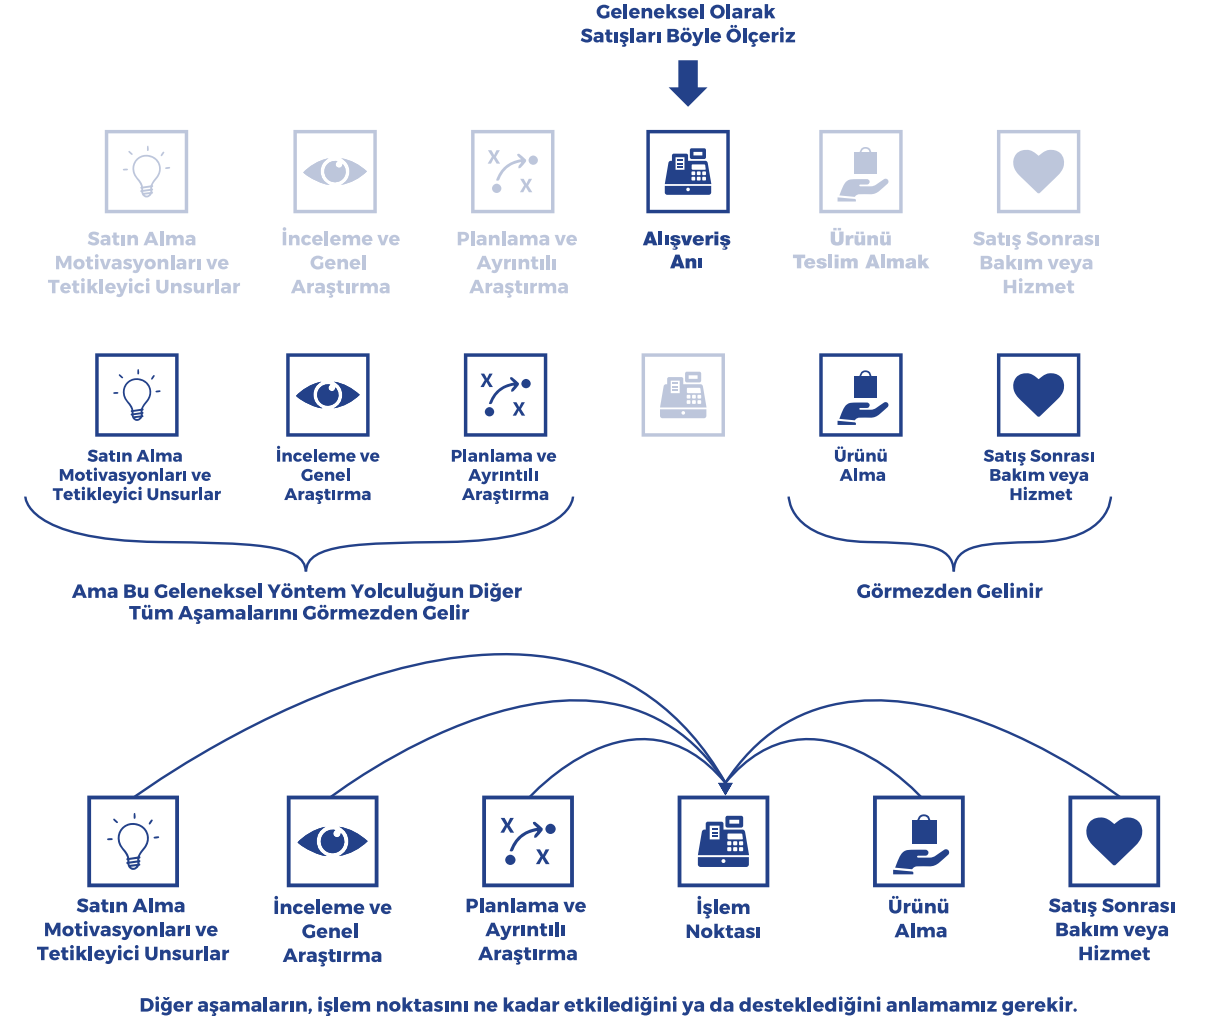 Geleneksel Olarak
Satışları Böyle Ölçeriz
Satın Alma
Motivasyonları ve
Tetikleyici Unsurlar
İnceleme ve
Genel
Araştırma
X
X
Planlama ve
Ayrıntılı
Araştırma
Alışveriş
Anı
Ürünü
Teslim Almak
Satış Sonrası
Bakım veya
Hizmet
Satın Alma
Motivasyonları ve
Tetikleyici Unsurlar
İnceleme ve
Genel
Araştırma
X
X
Planlama ve
Ayrıntılı
Araştırma
Ürünü
Alma
Satış Sonrası
Bakım veya
Hizmet
Ama Bu Geleneksel Yöntem Yolculuğun Diğer
Tüm Aşamalarını Görmezden Gelir
Görmezden Gelinir
Satın Alma
Motivasyonları ve
Tetikleyici Unsurlar
İnceleme ve
Genel
Araştırma
X
X
Planlama ve
Ayrıntılı
Araştırma
İşlem
Noktası
Ürünü
Alma
Satış Sonrası
Bakım veya
Hizmet
Diğer aşamaların, işlem noktasını ne kadar etkilediğini ya da desteklediğini anlamamız gerekir.